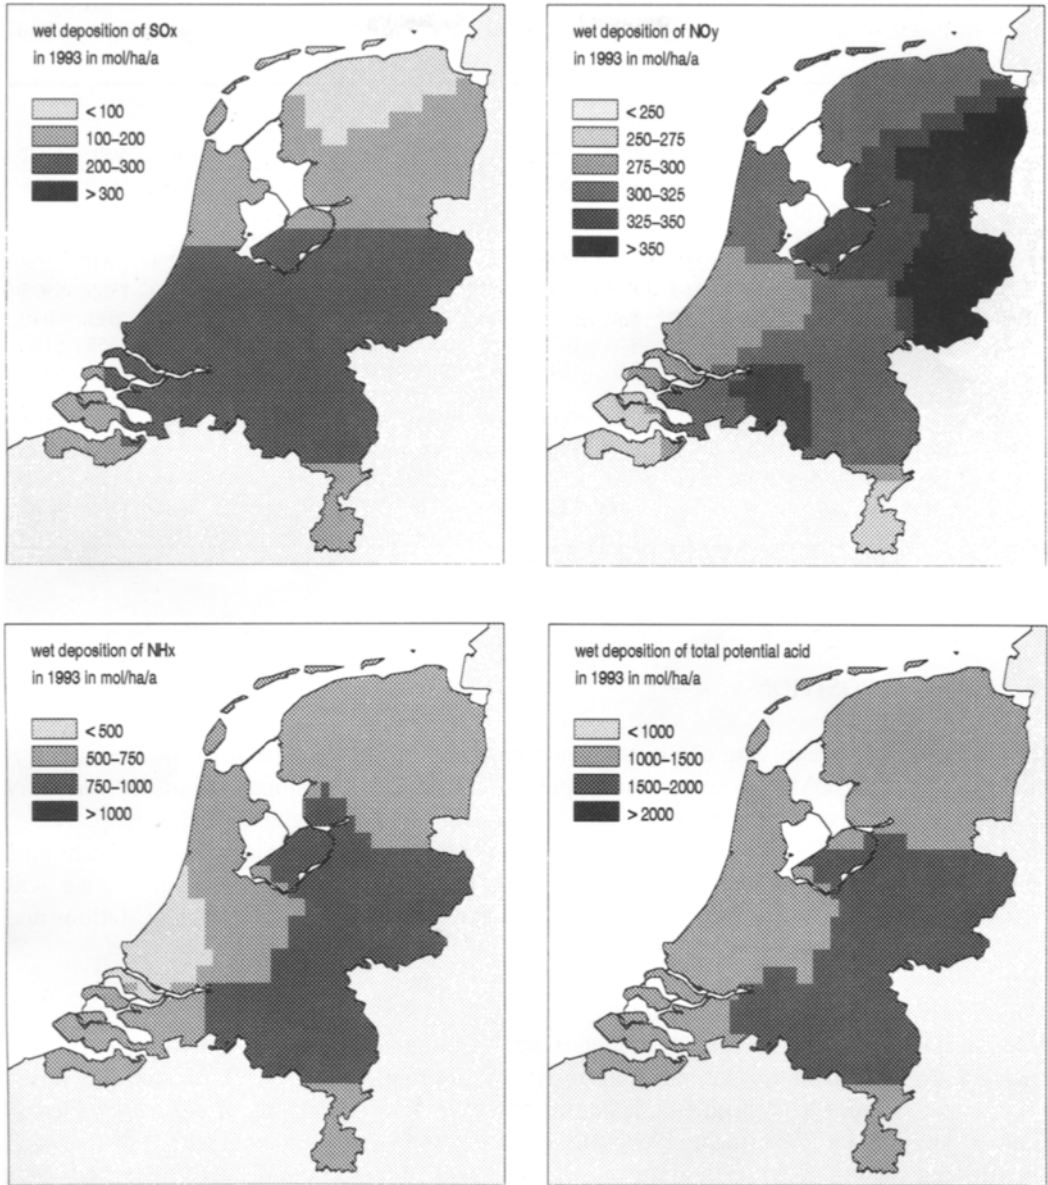 wet deposition of SOx
in 1993 in mol/ha/a
< 100
100–200
200–300
> 300
wet deposition of NOy
in 1993 in mol/ha/a
< 250
250–275
275–300
300–325
325–350
> 350
wet deposition of NHx
in 1993 in mol/ha/a
< 500
500–750
750–1000
> 1000
wet deposition of total potential acid
in 1993 in mol/ha/a
< 1000
1000–1500
1500–2000
> 2000